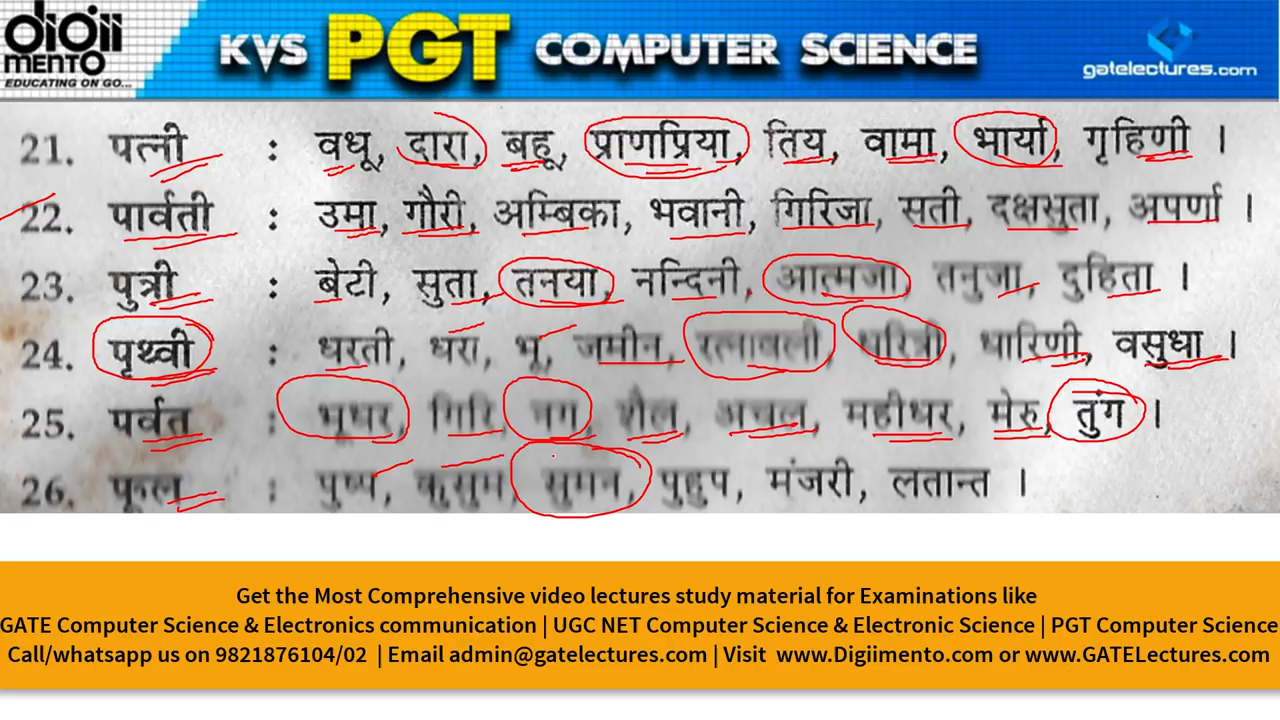 digii
MENTO
EDUCATING ON GO...
KVS PGT COMPUTER SCIENCE
gatelectures.com
21. पत्नी : वधू, दारा, बहू, प्राणप्रिया, तिय, वामा, भार्या, गृहिणी ।
22. पार्वती : उमा, गौरी, अम्बिका, भवानी, गिरिजा, सती, दक्षसुता, अपर्णा ।
23. पुत्री : बेटी, सुता, तनया, नन्दिनी, आत्मजा, तनुजा, दुहिता ।
24. पृथ्वी : धरती, धरा, भू, जमीन, रत्नावली, धरित्री, धारिणी, वसुधा ।
25. पर्वत : भूधर, गिरि, नग, शैल, अचल, महीधर, मेरु, तुंग ।
26. फूल : पुष्प, कुसुम, सुमन, पुहुप, मंजरी, लतान्त ।
Get the Most Comprehensive video lectures study material for Examinations like
GATE Computer Science & Electronics communication | UGC NET Computer Science & Electronic Science | PGT Computer Science
Call/whatsapp us on 9821876104/02 | Email admin@gatelectures.com | Visit www.Digiimento.com or www.GATELectures.com